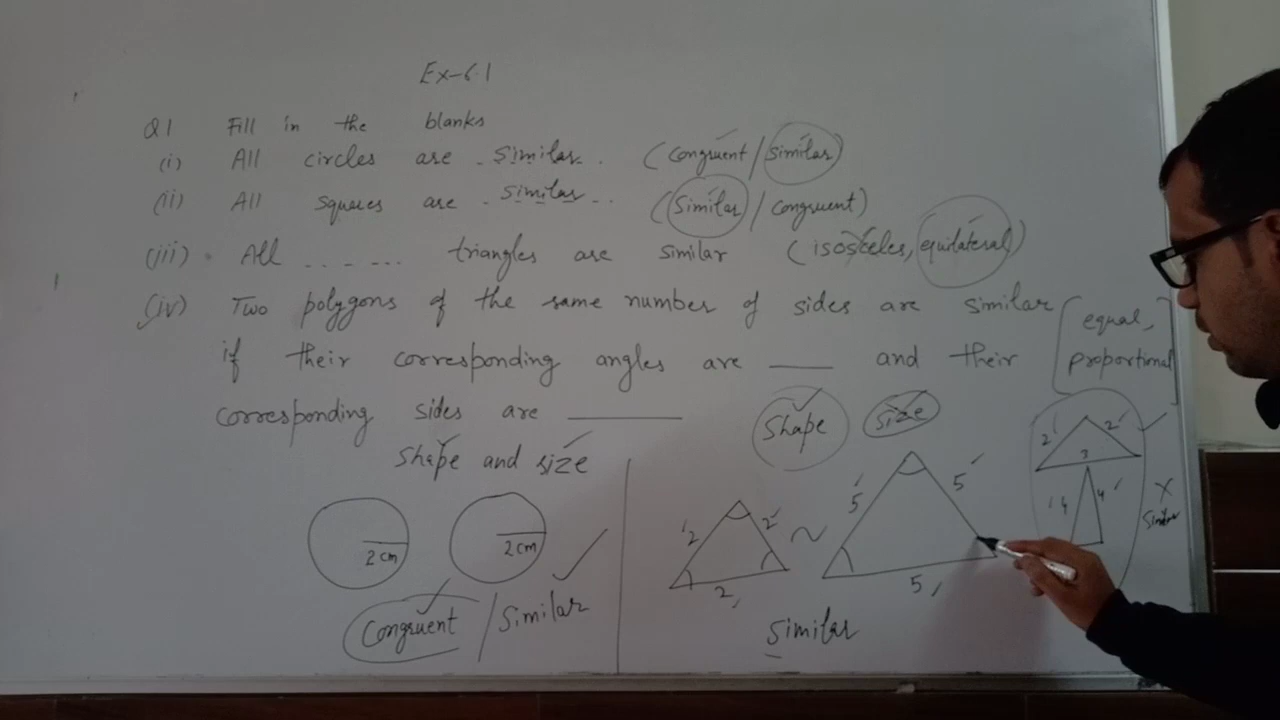 Ex-6.1
Q1 Fill in the blanks
(i) All circles are . Similar. . (Congruent / Similar)
(ii) All squares are . Similar . . (Similar / congruent)
(iii) . All . . - - . . . triangles are similar (isosceles, equilateral)
(iv) Two polygons of the same number of sides are similar [equal, proportional]
if their corresponding angles are ____ and their
corresponding sides are ________
Shape Size
Shape and size
2cm 2cm
Congruent / Similar
2 2 2 ~ 5 5 5
Similar
2 2 3
4 4
X
Similar